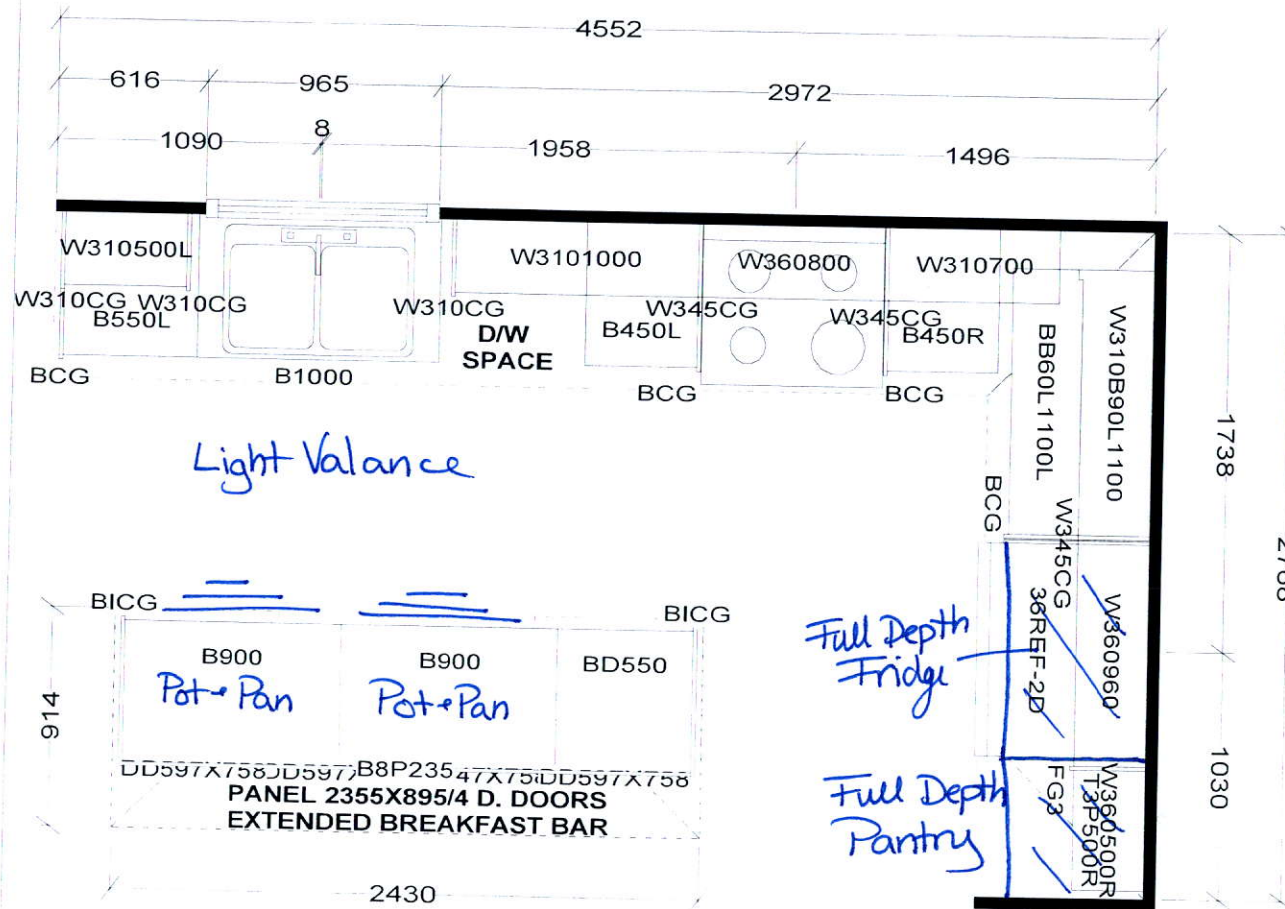 4552
616 965 2972
1090 8 1958 1496
W310500L W3101000 W360800 W310700
W310CG W310CG W310CG W345CG W345CG
B550L D/W SPACE B450L B450R
BCG B1000 BCG BCG
BB60L1100L
W310B90L1100
1738
Light Valance
BCG
W345CG
BICG BICG
36REF-2D
W360960
Full Depth
Fridge
B900 B900 BD550
Pot + Pan Pot + Pan
914
1030
DD597X758 B8P235 DD597X758
PANEL 2355X895/4 D. DOORS
EXTENDED BREAKFAST BAR
Full Depth
Pantry
FG3
W360500R
T3P500R
2430